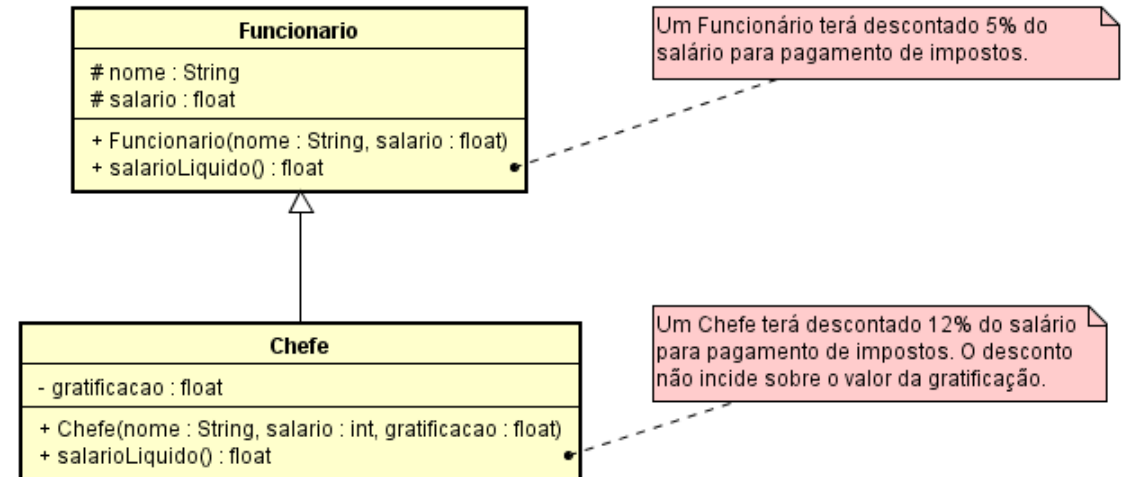 Funcionario
# nome : String
# salario : float
+ Funcionario(nome : String, salario : float)
+ salarioLiquido() : float
Um Funcionário terá descontado 5% do
salário para pagamento de impostos.
Chefe
- gratificacao : float
+ Chefe(nome : String, salario : int, gratificacao : float)
+ salarioLiquido() : float
Um Chefe terá descontado 12% do salário
para pagamento de impostos. O desconto
não incide sobre o valor da gratificação.